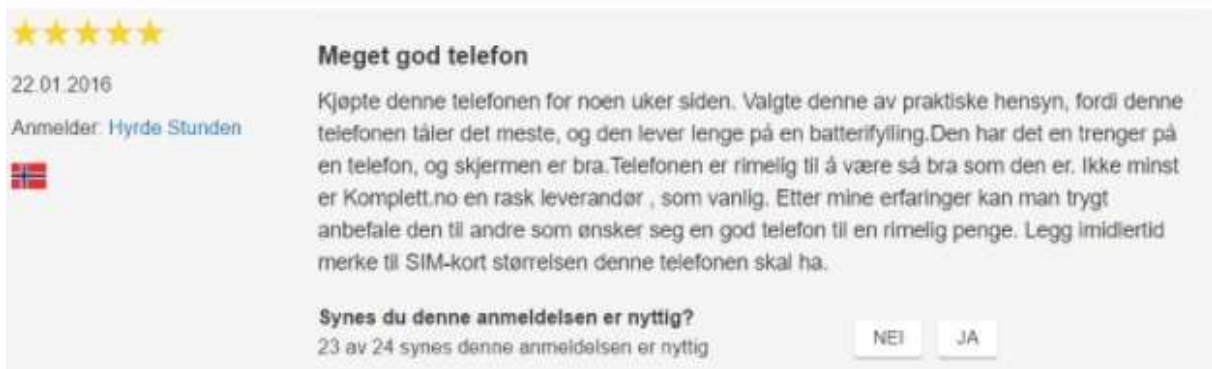 22.01.2016
Anmelder: Hyrde Stunden
Meget god telefon
Kjøpte denne telefonen for noen uker siden. Valgte denne av praktiske hensyn, fordi denne
telefonen tåler det meste, og den lever lenge på en batterifylling.Den har det en trenger på
en telefon, og skjermen er bra.Telefonen er rimelig til å være så bra som den er. Ikke minst
er Komplett.no en rask leverandør , som vanlig. Etter mine erfaringer kan man trygt
anbefale den til andre som ønsker seg en god telefon til en rimelig penge. Legg imidlertid
merke til SIM-kort størrelsen denne telefonen skal ha.
Synes du denne anmeldelsen er nyttig?
23 av 24 synes denne anmeldelsen er nyttig
NEI JA